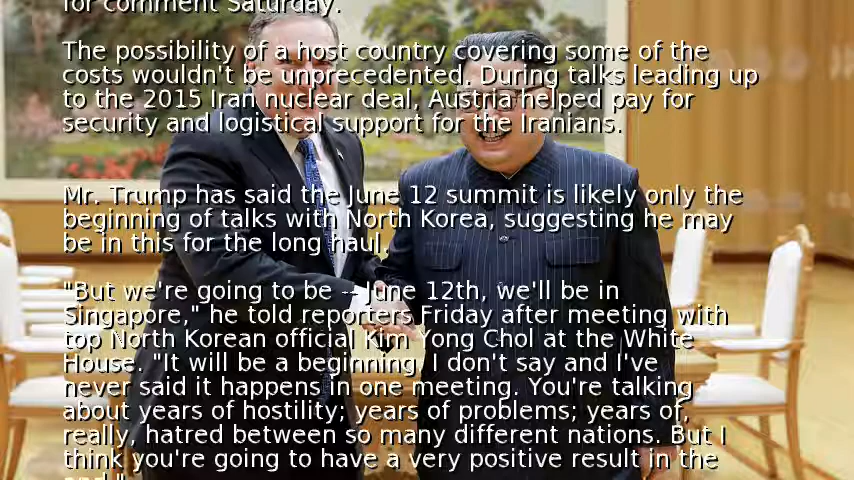 for comment Saturday.
The possibility of a host country covering some of the
costs wouldn't be unprecedented. During talks leading up
to the 2015 Iran nuclear deal, Austria helped pay for
security and logistical support for the Iranians.
Mr. Trump has said the June 12 summit is likely only the
beginning of talks with North Korea, suggesting he may
be in this for the long haul.
"But we're going to be -- June 12th, we'll be in
Singapore," he told reporters Friday after meeting with
top North Korean official Kim Yong Chol at the White
House. "It will be a beginning. I don't say and I've
never said it happens in one meeting. You're talking
about years of hostility; years of problems; years of,
really, hatred between so many different nations. But I
think you're going to have a very positive result in the
end."